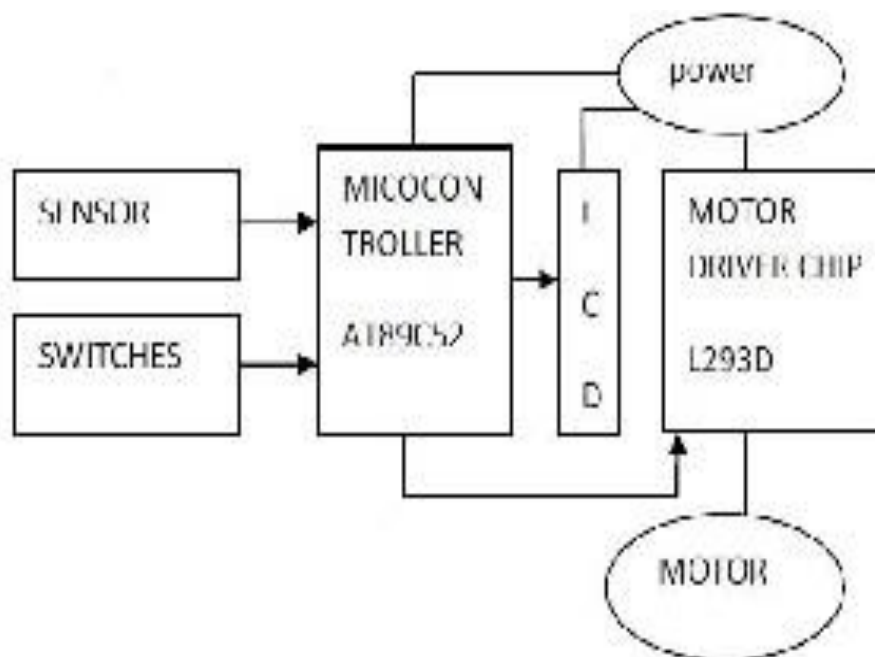 power
SENSOR
SWITCHES
MICOCON
TROLLER
AT89C52
L
C
D
MOTOR
DRIVER CHIP
L293D
MOTOR